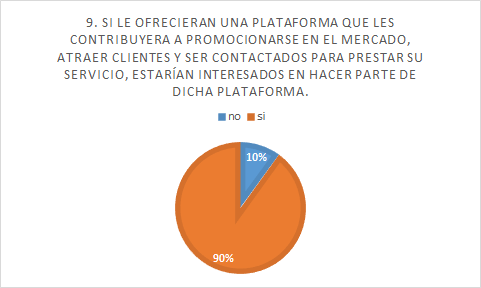 9. SI LE OFRECIERAN UNA PLATAFORMA QUE LES
CONTRIBUYERA A PROMOCIONARSE EN EL MERCADO,
ATRAER CLIENTES Y SER CONTACTADOS PARA PRESTAR SU
SERVICIO, ESTARÍAN INTERESADOS EN HACER PARTE DE
DICHA PLATAFORMA.
no si
10%
90%